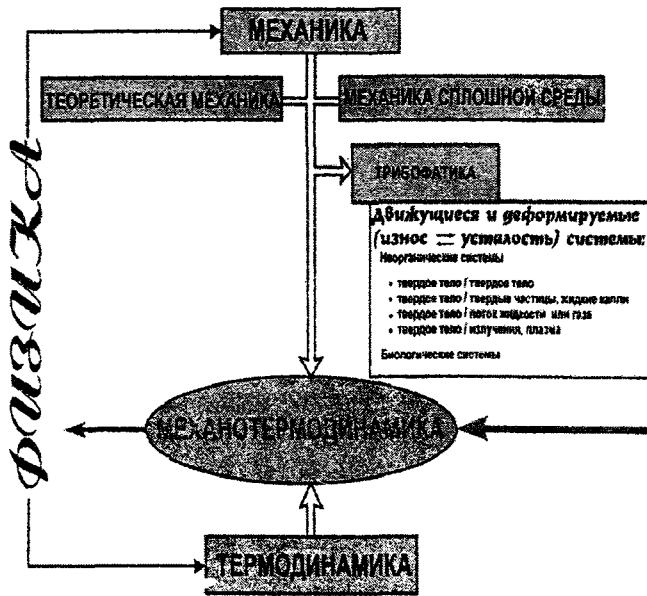 МЕХАНИКА
ТЕОРЕТИЧЕСКАЯ МЕХАНИКА
МЕХАНИКА СПЛОШНОЙ СРЕДЫ
ТРИБОФАТИКА
ФИЗИКА
Движущиеся и деформируемые
(износ ⇄ усталость) системы:
Неорганические системы
• твердое тело / твердое тело
• твердое тело / твердые частицы, жидкие капли
• твердое тело / поток жидкости или газа
• твердое тело / излучения, плазма
Биологические системы
МЕХАНОТЕРМОДИНАМИКА
ТЕРМОДИНАМИКА